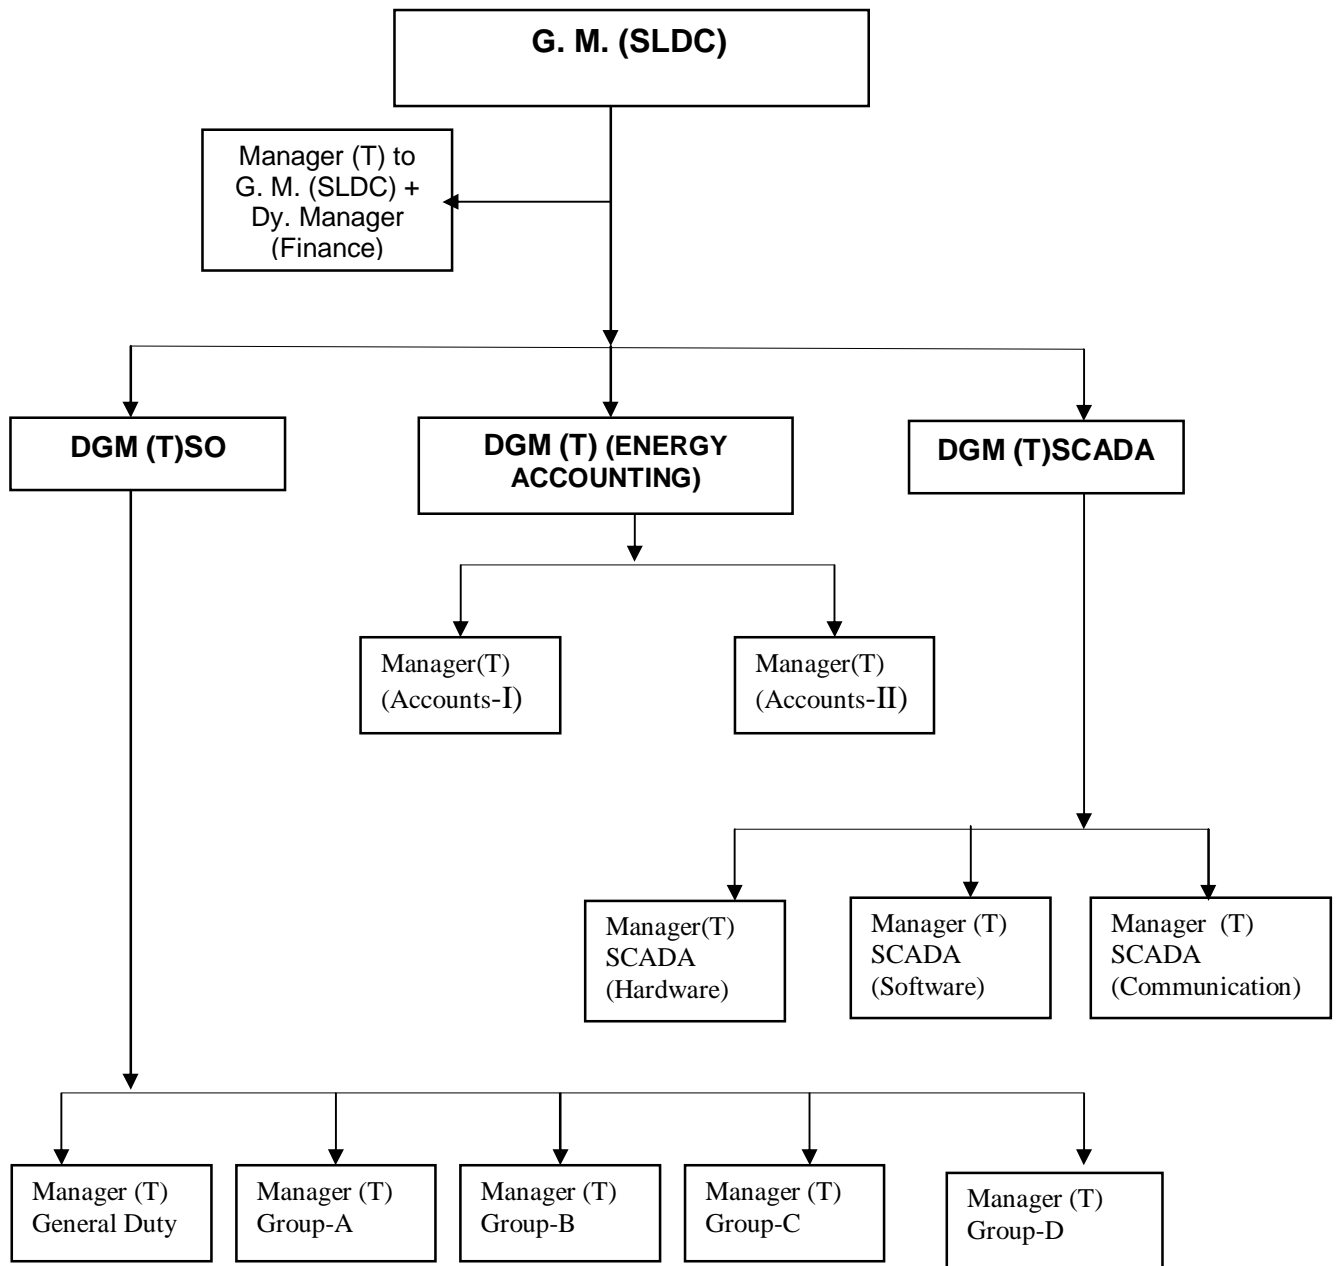 G. M. (SLDC)
Manager (T) to
G. M. (SLDC) +
Dy. Manager
(Finance)
DGM (T)SO
DGM (T) (ENERGY
ACCOUNTING)
DGM (T)SCADA
Manager(T)
(Accounts-I)
Manager(T)
(Accounts-II)
Manager(T)
SCADA
(Hardware)
Manager (T)
SCADA
(Software)
Manager (T)
SCADA
(Communication)
Manager (T)
General Duty
Manager (T)
Group-A
Manager (T)
Group-B
Manager (T)
Group-C
Manager (T)
Group-D